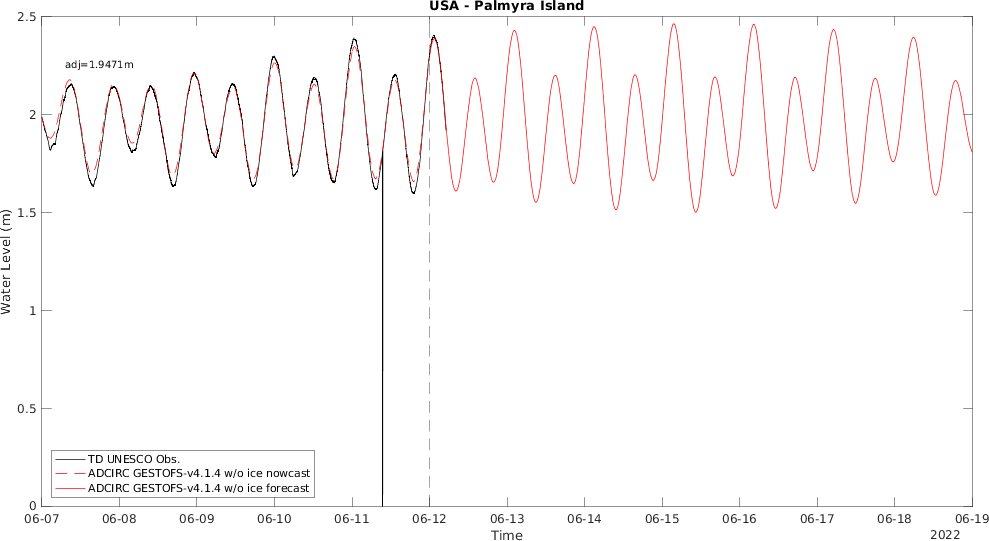 USA - Palmyra Island
adj=1.9471m
Water Level (m)
2.5
2
1.5
1
0.5
0
TD UNESCO Obs.
ADCIRC GESTOFS-v4.1.4 w/o ice nowcast
ADCIRC GESTOFS-v4.1.4 w/o ice forecast
06-07 06-08 06-09 06-10 06-11 06-12 06-13 06-14 06-15 06-16 06-17 06-18 06-19
Time
2022